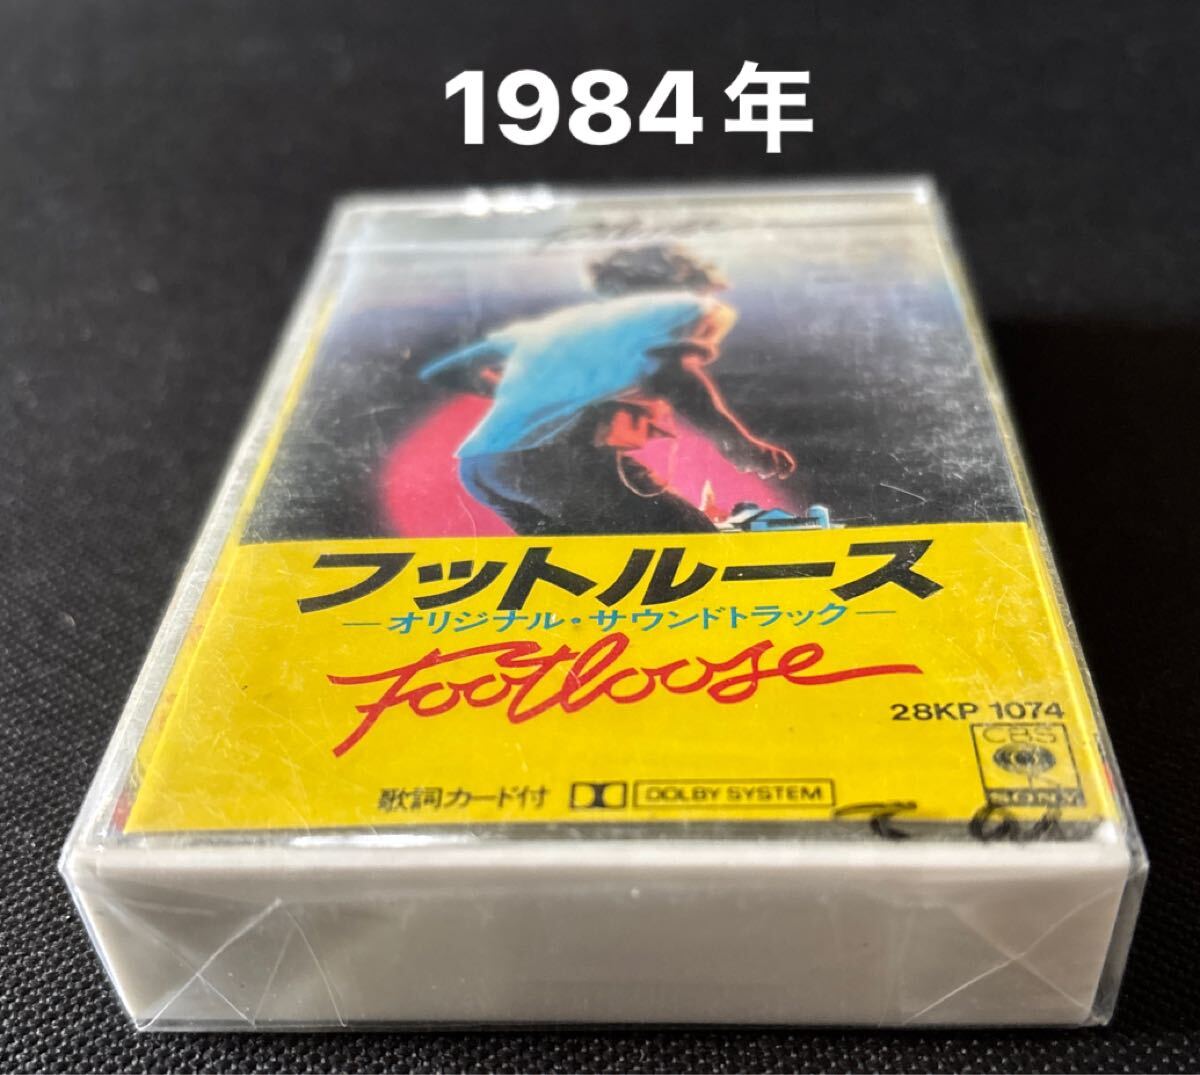 1984年
フットルース
—オリジナル・サウンドトラック—
Footloose
28KP 1074
CBS
SONY
歌詞カード付 DOLBY SYSTEM